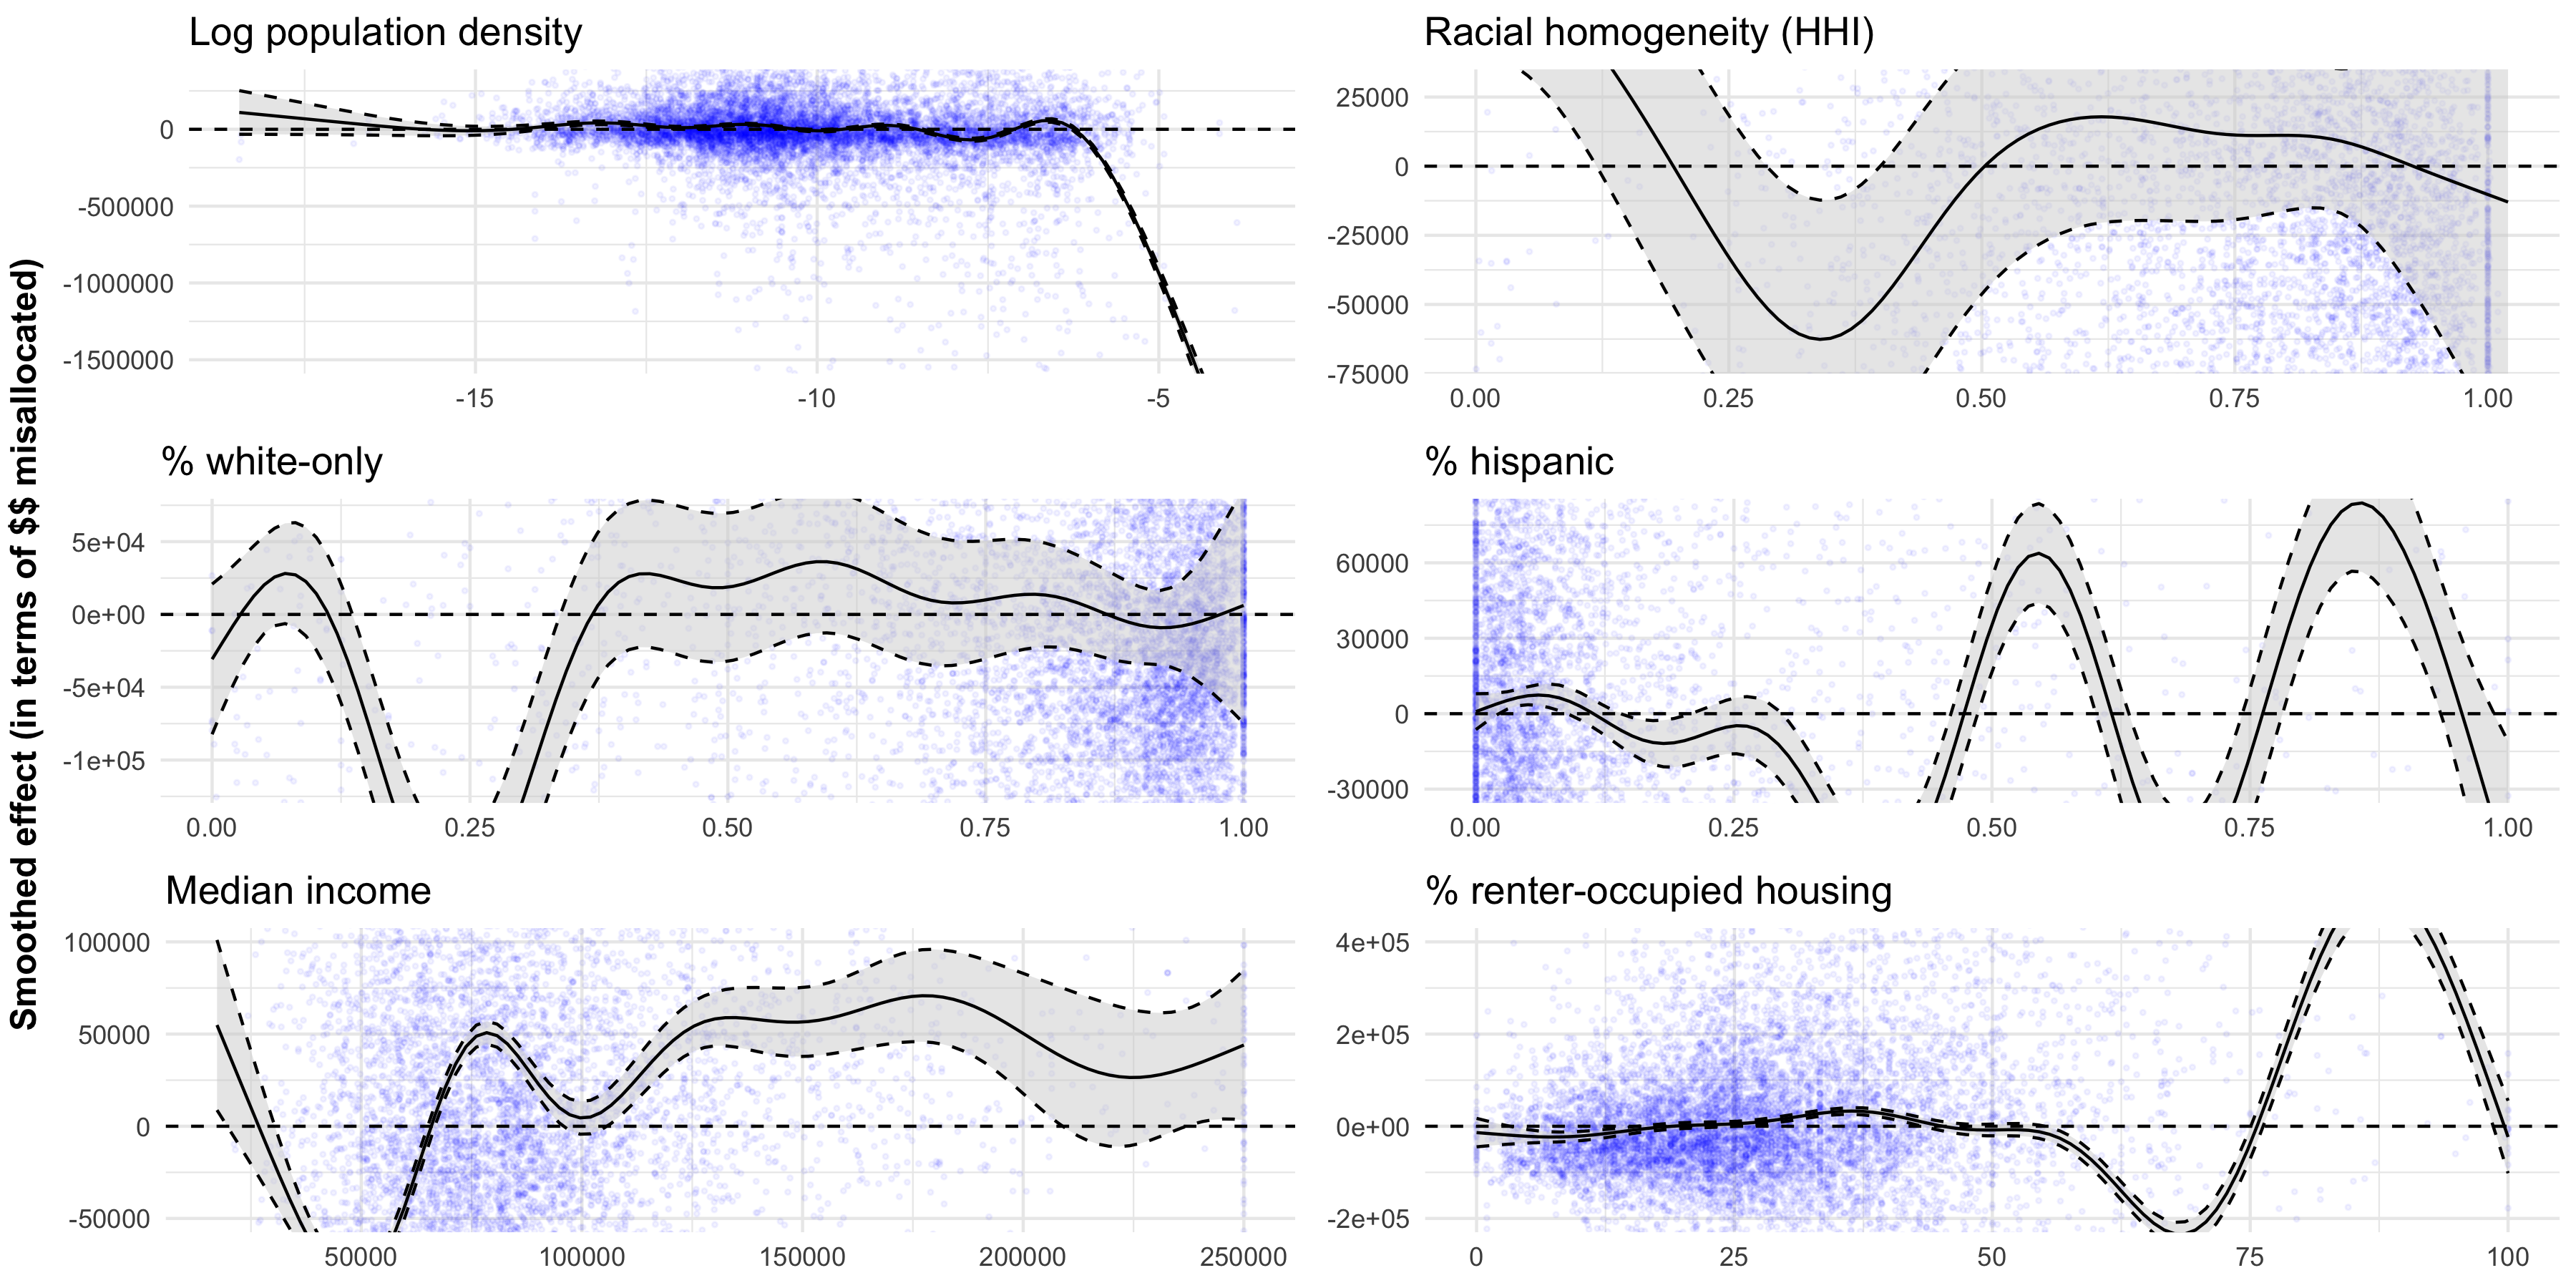 Smoothed effect (in terms of $$ misallocated)
Log population density
0
-500000
-1000000
-1500000
-15 -10 -5
Racial homogeneity (HHI)
25000
0
-25000
-50000
-75000
0.00 0.25 0.50 0.75 1.00
% white-only
5e+04
0e+00
-5e+04
-1e+05
0.00 0.25 0.50 0.75 1.00
% hispanic
60000
30000
0
-30000
0.00 0.25 0.50 0.75 1.00
Median income
100000
50000
0
-50000
50000 100000 150000 200000 250000
% renter-occupied housing
4e+05
2e+05
0e+00
-2e+05
0 25 50 75 100